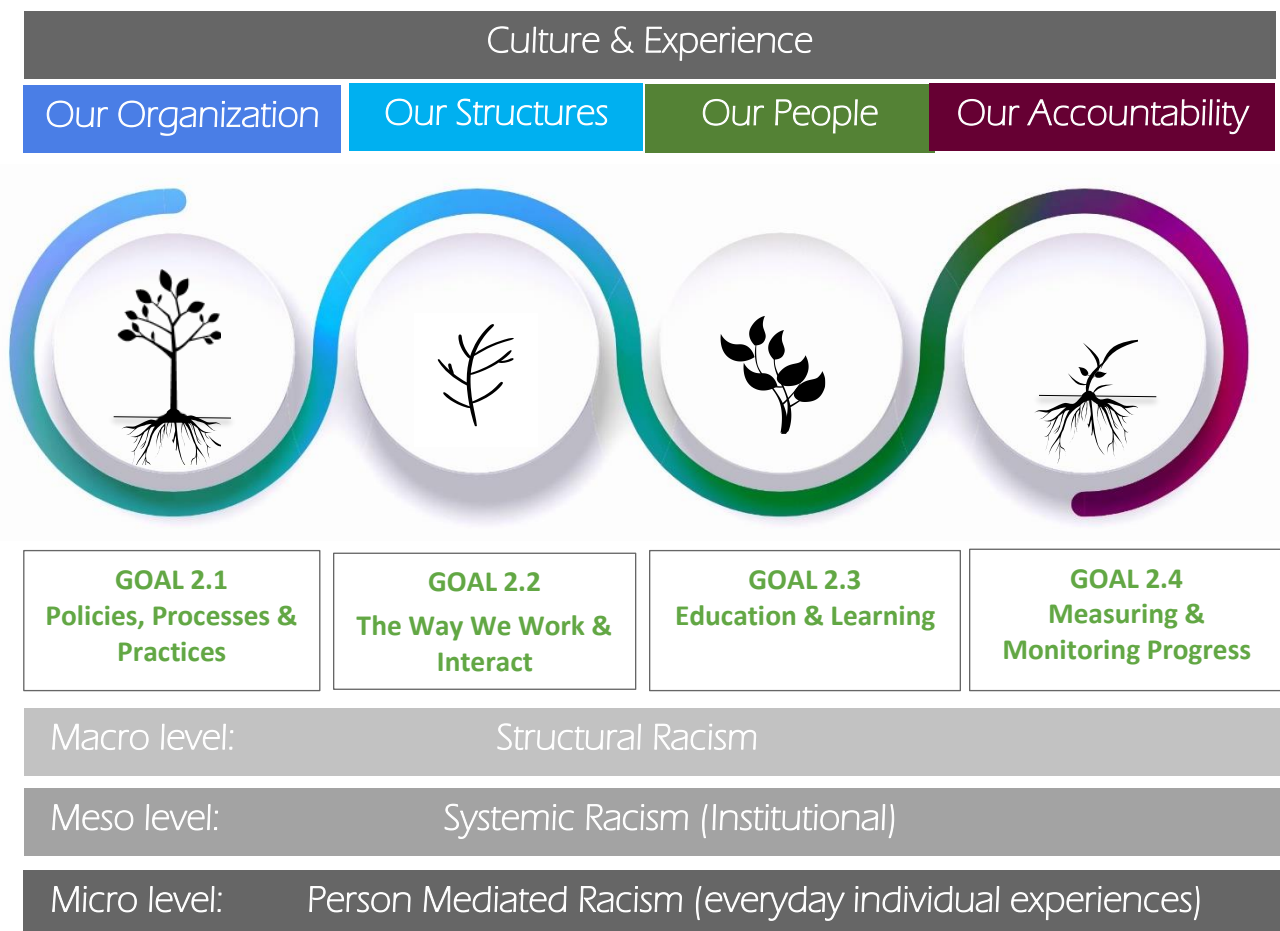 Culture & Experience
Our Organization
Our Structures
Our People
Our Accountability
GOAL 2.1
Policies, Processes &
Practices
GOAL 2.2
The Way We Work &
Interact
GOAL 2.3
Education & Learning
GOAL 2.4
Measuring &
Monitoring Progress
Macro level: Structural Racism
Meso level: Systemic Racism (Institutional)
Micro level: Person Mediated Racism (everyday individual experiences)